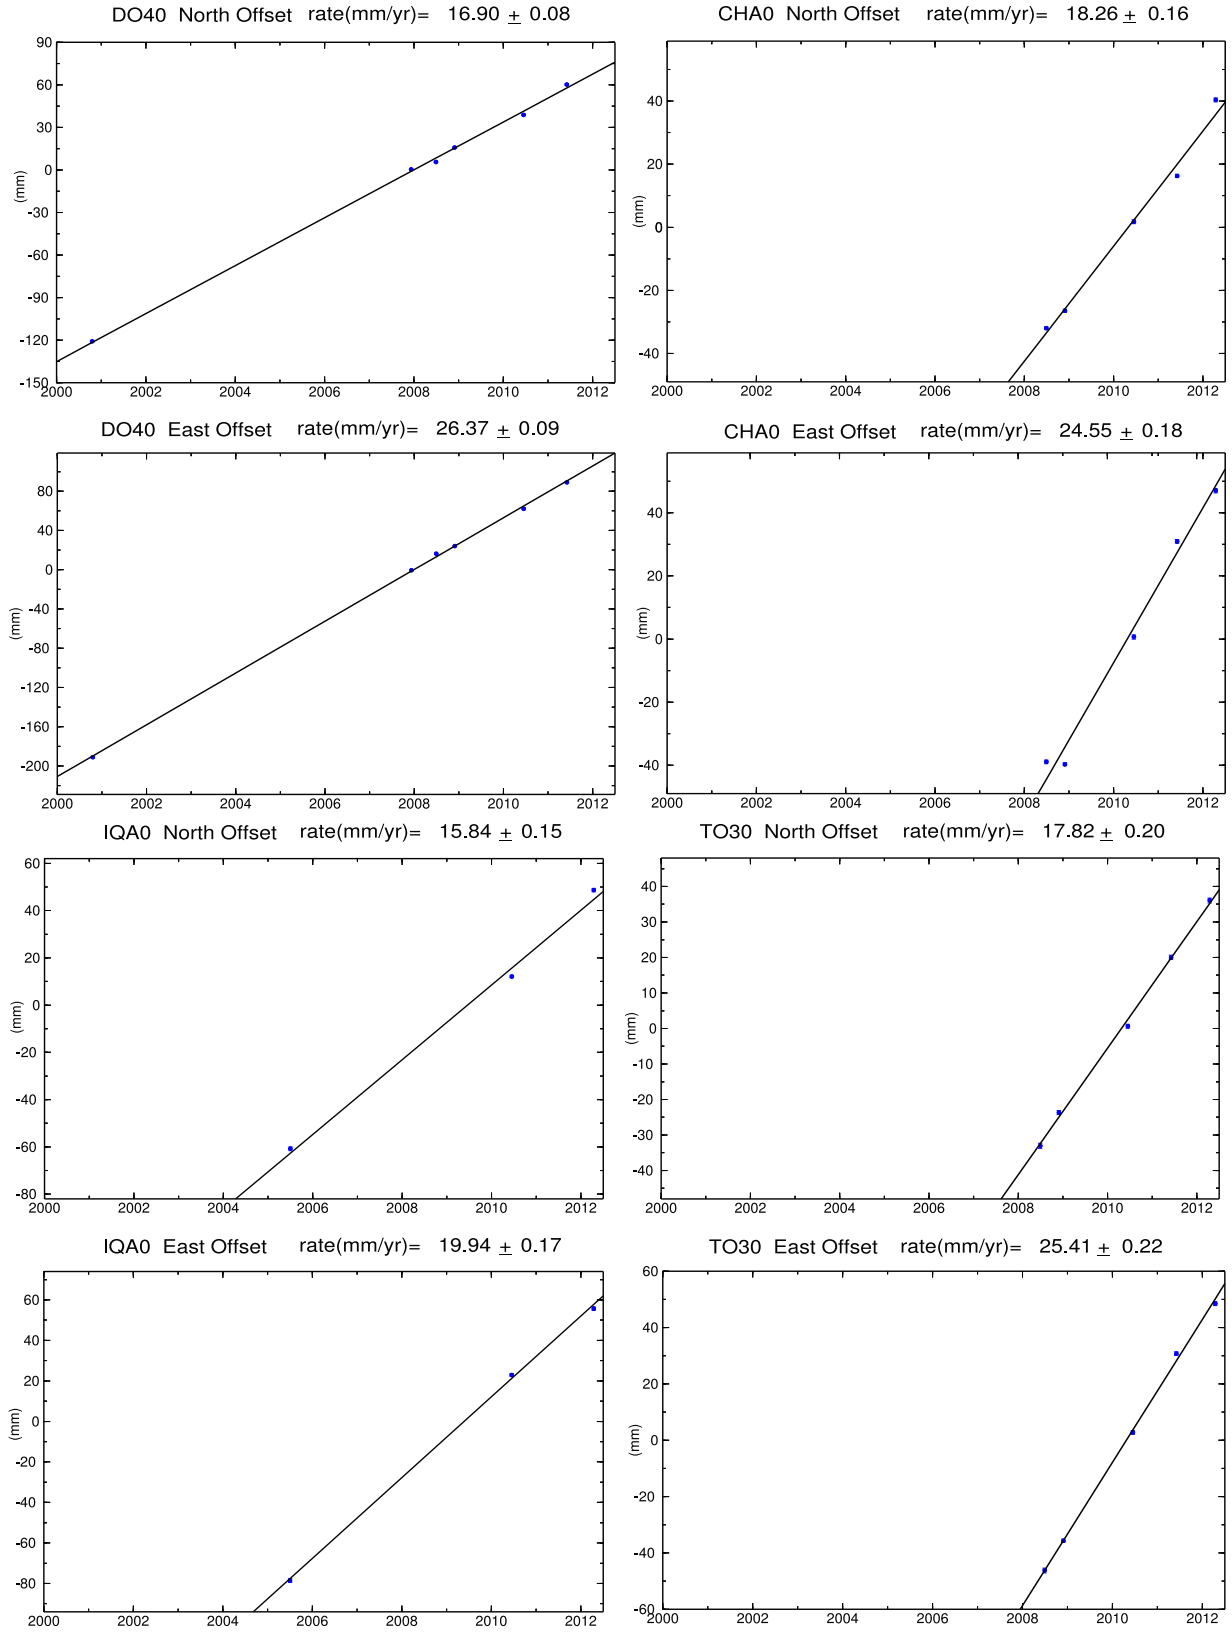 DO40 North Offset rate(mm/yr)= 16.90 ± 0.08
90
60
30
0
-30
-60
-90
-120
-150
(mm)
2000 2002 2004 2006 2008 2010 2012
CHA0 North Offset rate(mm/yr)= 18.26 ± 0.16
40
20
0
-20
-40
(mm)
2000 2002 2004 2006 2008 2010 2012
DO40 East Offset rate(mm/yr)= 26.37 ± 0.09
80
40
0
-40
-80
-120
-160
-200
(mm)
2000 2002 2004 2006 2008 2010 2012
CHA0 East Offset rate(mm/yr)= 24.55 ± 0.18
40
20
0
-20
-40
(mm)
2000 2002 2004 2006 2008 2010 2012
IQA0 North Offset rate(mm/yr)= 15.84 ± 0.15
60
40
20
0
-20
-40
-60
-80
(mm)
2000 2002 2004 2006 2008 2010 2012
TO30 North Offset rate(mm/yr)= 17.82 ± 0.20
40
30
20
10
0
-10
-20
-30
-40
(mm)
2000 2002 2004 2006 2008 2010 2012
IQA0 East Offset rate(mm/yr)= 19.94 ± 0.17
60
40
20
0
-20
-40
-60
-80
(mm)
2000 2002 2004 2006 2008 2010 2012
TO30 East Offset rate(mm/yr)= 25.41 ± 0.22
60
40
20
0
-20
-40
-60
(mm)
2000 2002 2004 2006 2008 2010 2012